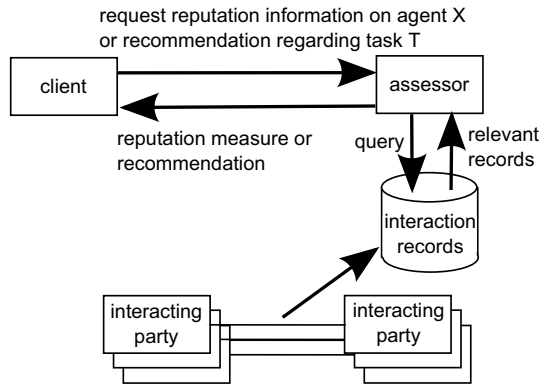 request reputation information on agent X
or recommendation regarding task T
client
assessor
reputation measure or
recommendation
query
relevant
records
interaction
records
interacting
party
interacting
party